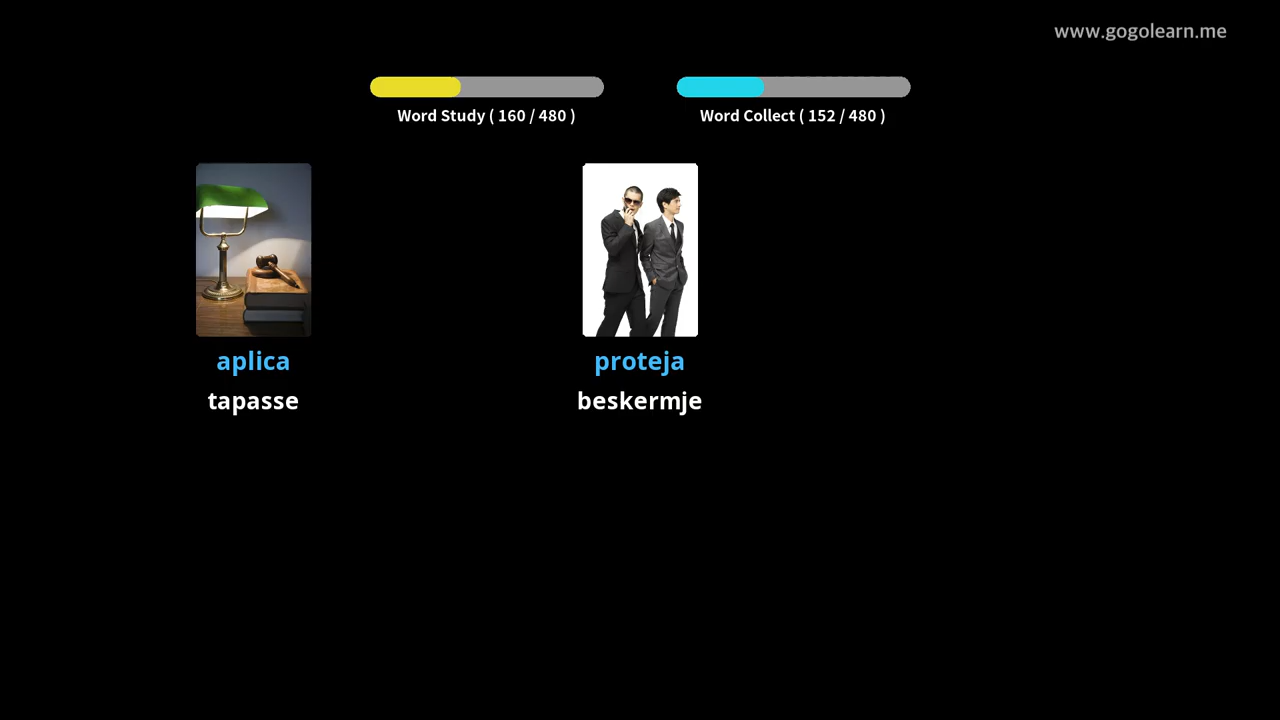 www.gogolearn.me
Word Study ( 160 / 480 )
Word Collect ( 152 / 480 )
aplica
proteja
tapasse
beskermje